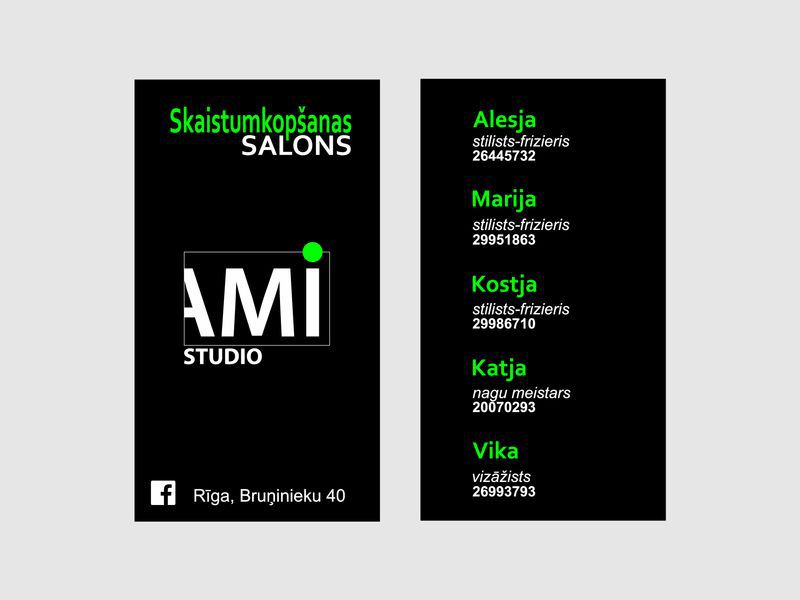 Skaistumkopšanas
SALONS
AMi
STUDIO
Rīga, Bruņinieku 40
Alesja
stilists-frizieris
26445732
Marija
stilists-frizieris
29951863
Kostja
stilists-frizieris
29986710
Katja
nagu meistars
20070293
Vika
vizāžists
26993793